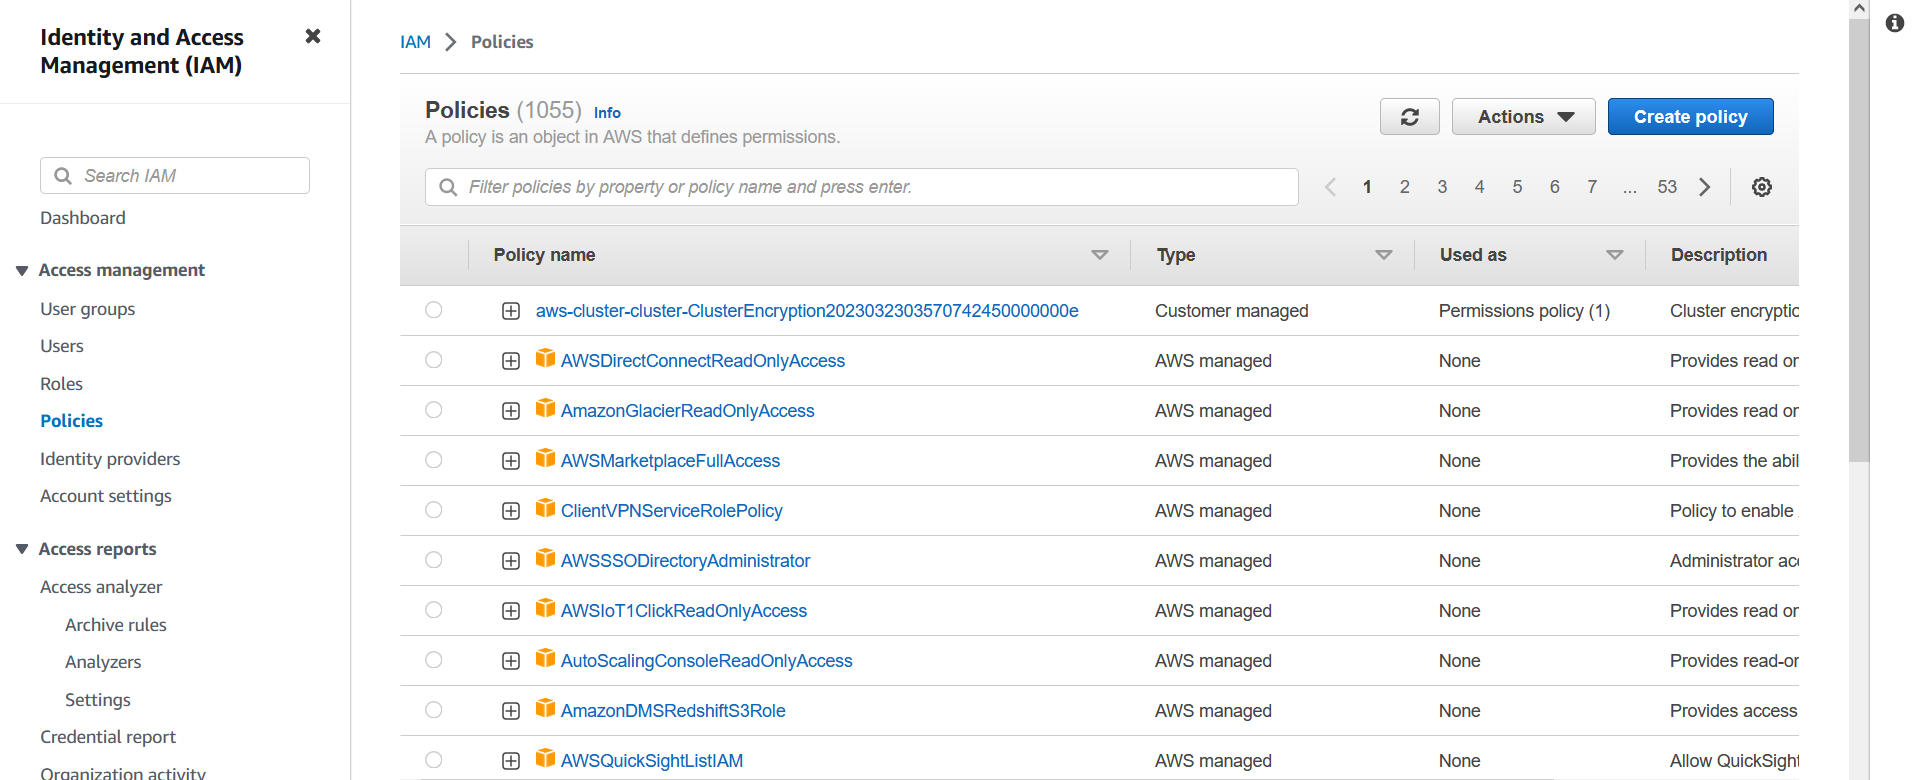 Identity and Access
Management (IAM)
Search IAM
Dashboard
Access management
User groups
Users
Roles
Policies
Identity providers
Account settings
Access reports
Access analyzer
Archive rules
Analyzers
Settings
Credential report
Organization activity
IAM > Policies
Policies (1055) Info
A policy is an object in AWS that defines permissions.
Actions
Create policy
Filter policies by property or policy name and press enter.
1 2 3 4 5 6 7 ... 53
Policy name Type Used as Description
aws-cluster-cluster-ClusterEncryption2023032303570742450000000e Customer managed Permissions policy (1) Cluster encryptio
AWSDirectConnectReadOnlyAccess AWS managed None Provides read or
AmazonGlacierReadOnlyAccess AWS managed None Provides read or
AWSMarketplaceFullAccess AWS managed None Provides the abil
ClientVPNServiceRolePolicy AWS managed None Policy to enable
AWSSSODirectoryAdministrator AWS managed None Administrator acc
AWSIoT1ClickReadOnlyAccess AWS managed None Provides read or
AutoScalingConsoleReadOnlyAccess AWS managed None Provides read-or
AmazonDMSRedshiftS3Role AWS managed None Provides access
AWSQuickSightListIAM AWS managed None Allow QuickSight